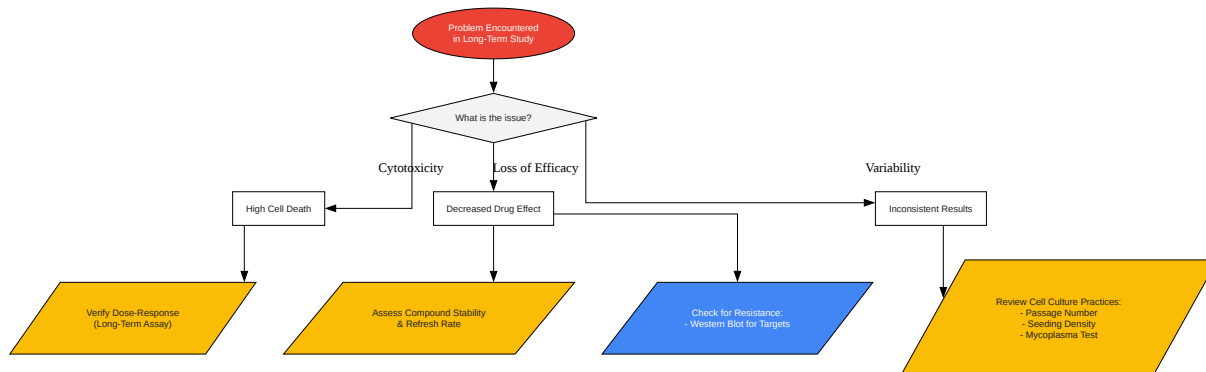 Problem Encountered
in Long-Term Study
What is the issue?
Cytotoxicity
Loss of Efficacy
Variability
High Cell Death
Decreased Drug Effect
Inconsistent Results
Verify Dose-Response
(Long-Term Assay)
Assess Compound Stability
& Refresh Rate
Check for Resistance:
- Western Blot for Targets
Review Cell Culture Practices:
- Passage Number
- Seeding Density
- Mycoplasma Test